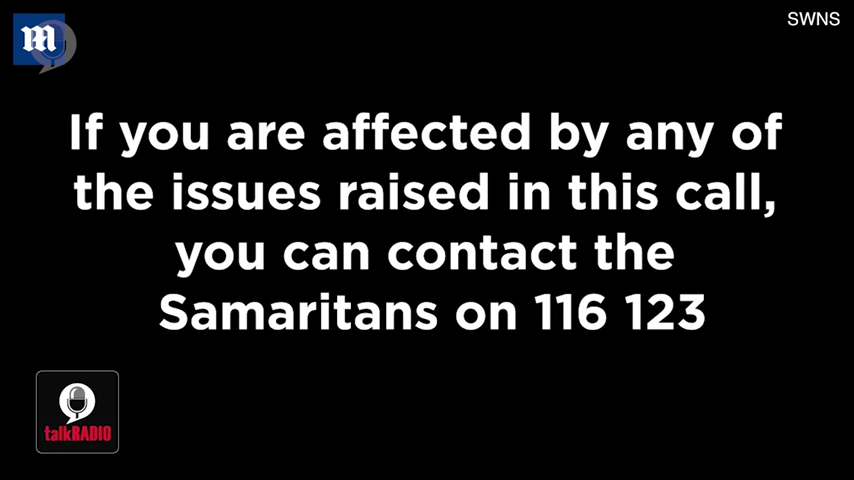 M
SWNS
If you are affected by any of
the issues raised in this call,
you can contact the
Samaritans on 116 123
talkRADIO